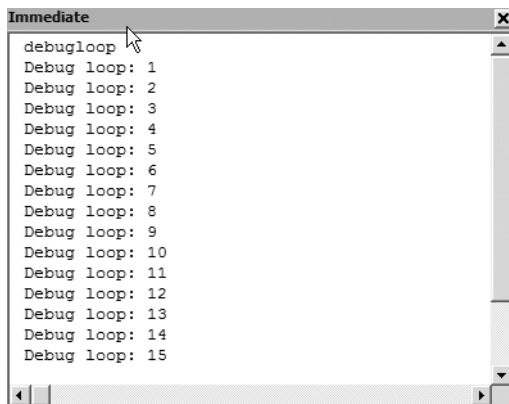 Immediate
debugloop
Debug loop: 1
Debug loop: 2
Debug loop: 3
Debug loop: 4
Debug loop: 5
Debug loop: 6
Debug loop: 7
Debug loop: 8
Debug loop: 9
Debug loop: 10
Debug loop: 11
Debug loop: 12
Debug loop: 13
Debug loop: 14
Debug loop: 15